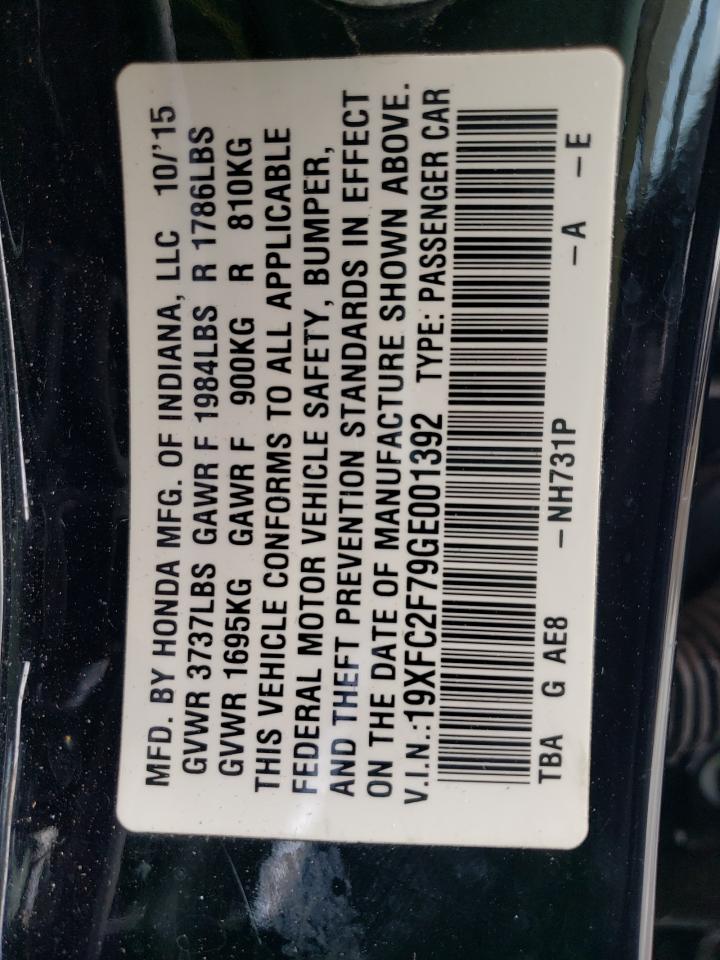 MFD. BY HONDA MFG. OF INDIANA, LLC 10/'15
GVWR 3737LBS GAWR F 1984LBS R 1786LBS
GVWR 1695KG GAWR F 900KG R 810KG
THIS VEHICLE CONFORMS TO ALL APPLICABLE
FEDERAL MOTOR VEHICLE SAFETY, BUMPER,
AND THEFT PREVENTION STANDARDS IN EFFECT
ON THE DATE OF MANUFACTURE SHOWN ABOVE.
V.I.N.:19XFC2F79GE001392 TYPE: PASSENGER CAR
TBA G AE8 -NH731P -A -E